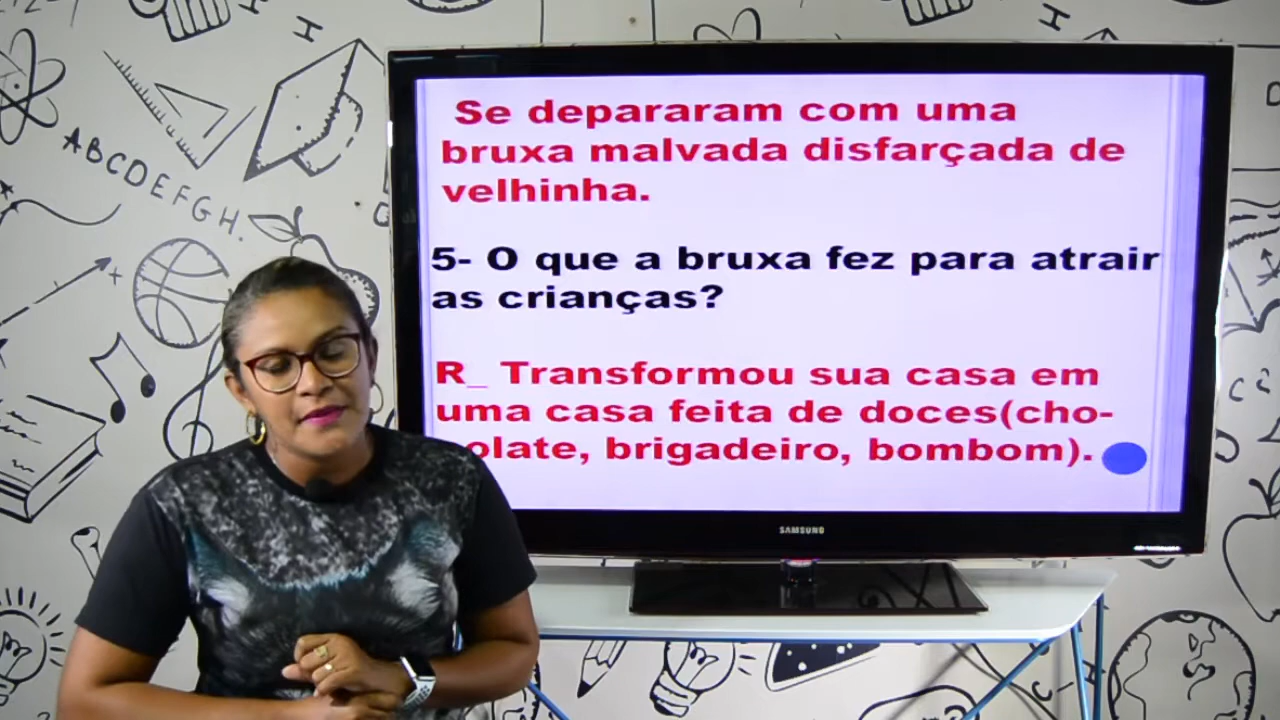 ABCDEFGH.
Se depararam com uma
bruxa malvada disfarçada de
velhinha.
5- O que a bruxa fez para atrair
as crianças?
R_ Transformou sua casa em
uma casa feita de doces(cho-
olate, brigadeiro, bombom).
SAMSUNG